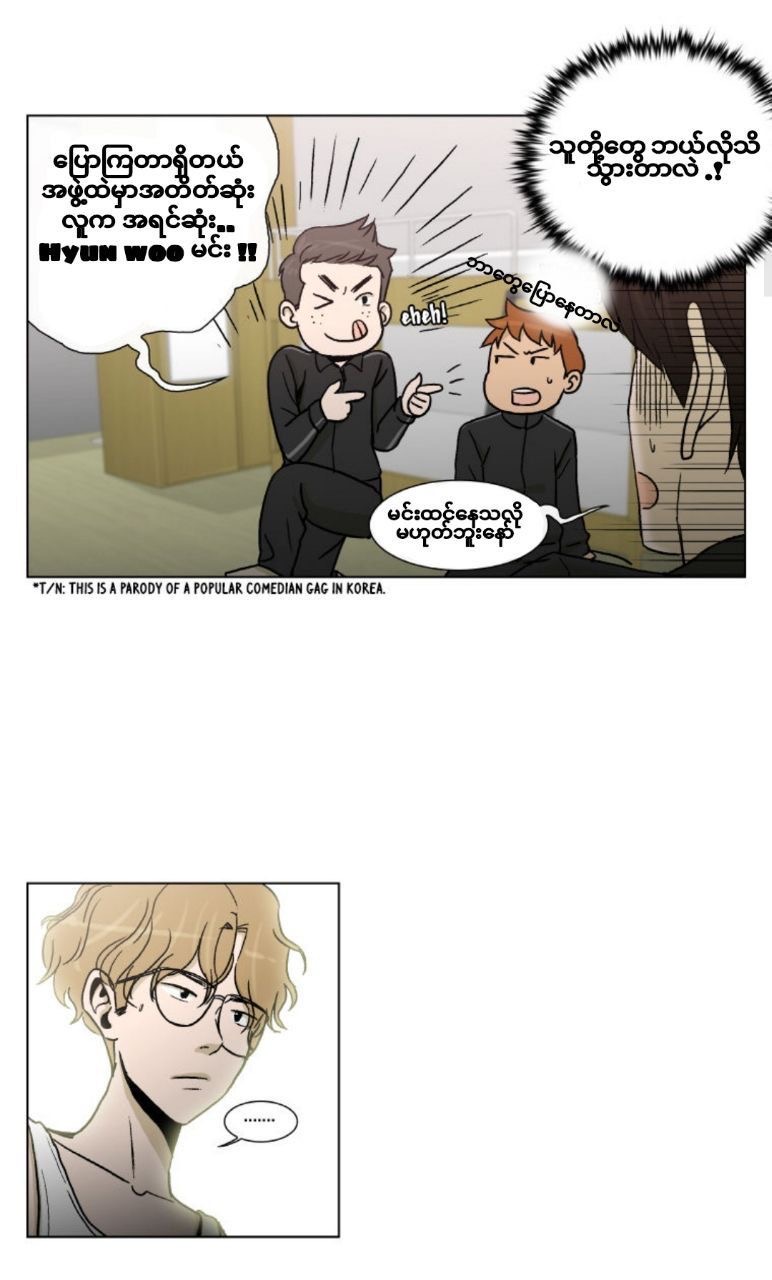 ပြောကြတာရှိတယ်
အဖွဲ့ထဲမှာအတိတ်ဆုံး
လူက အရင်ဆုံး..
Hyun woo မင်း !!
သူတို့တွေ ဘယ်လိုသိ
သွားတာလဲ .!
ဘာတွေပြောနေတာလဲ
eheh!
မင်းထင်နေသလို
မဟုတ်ဘူးနော်
*T/N: THIS IS A PARODY OF A POPULAR COMEDIAN GAG IN KOREA.
.......